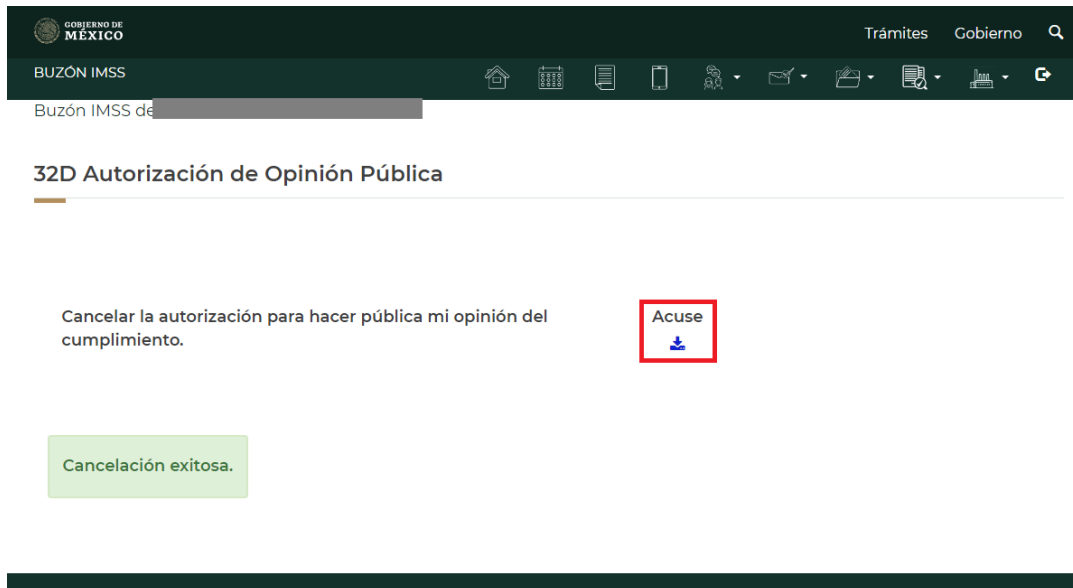 GOBIERNO DE
MÉXICO
Trámites Gobierno
BUZÓN IMSS
Buzón IMSS de
32D Autorización de Opinión Pública
Cancelar la autorización para hacer pública mi opinión del
cumplimiento.
Acuse
Cancelación exitosa.